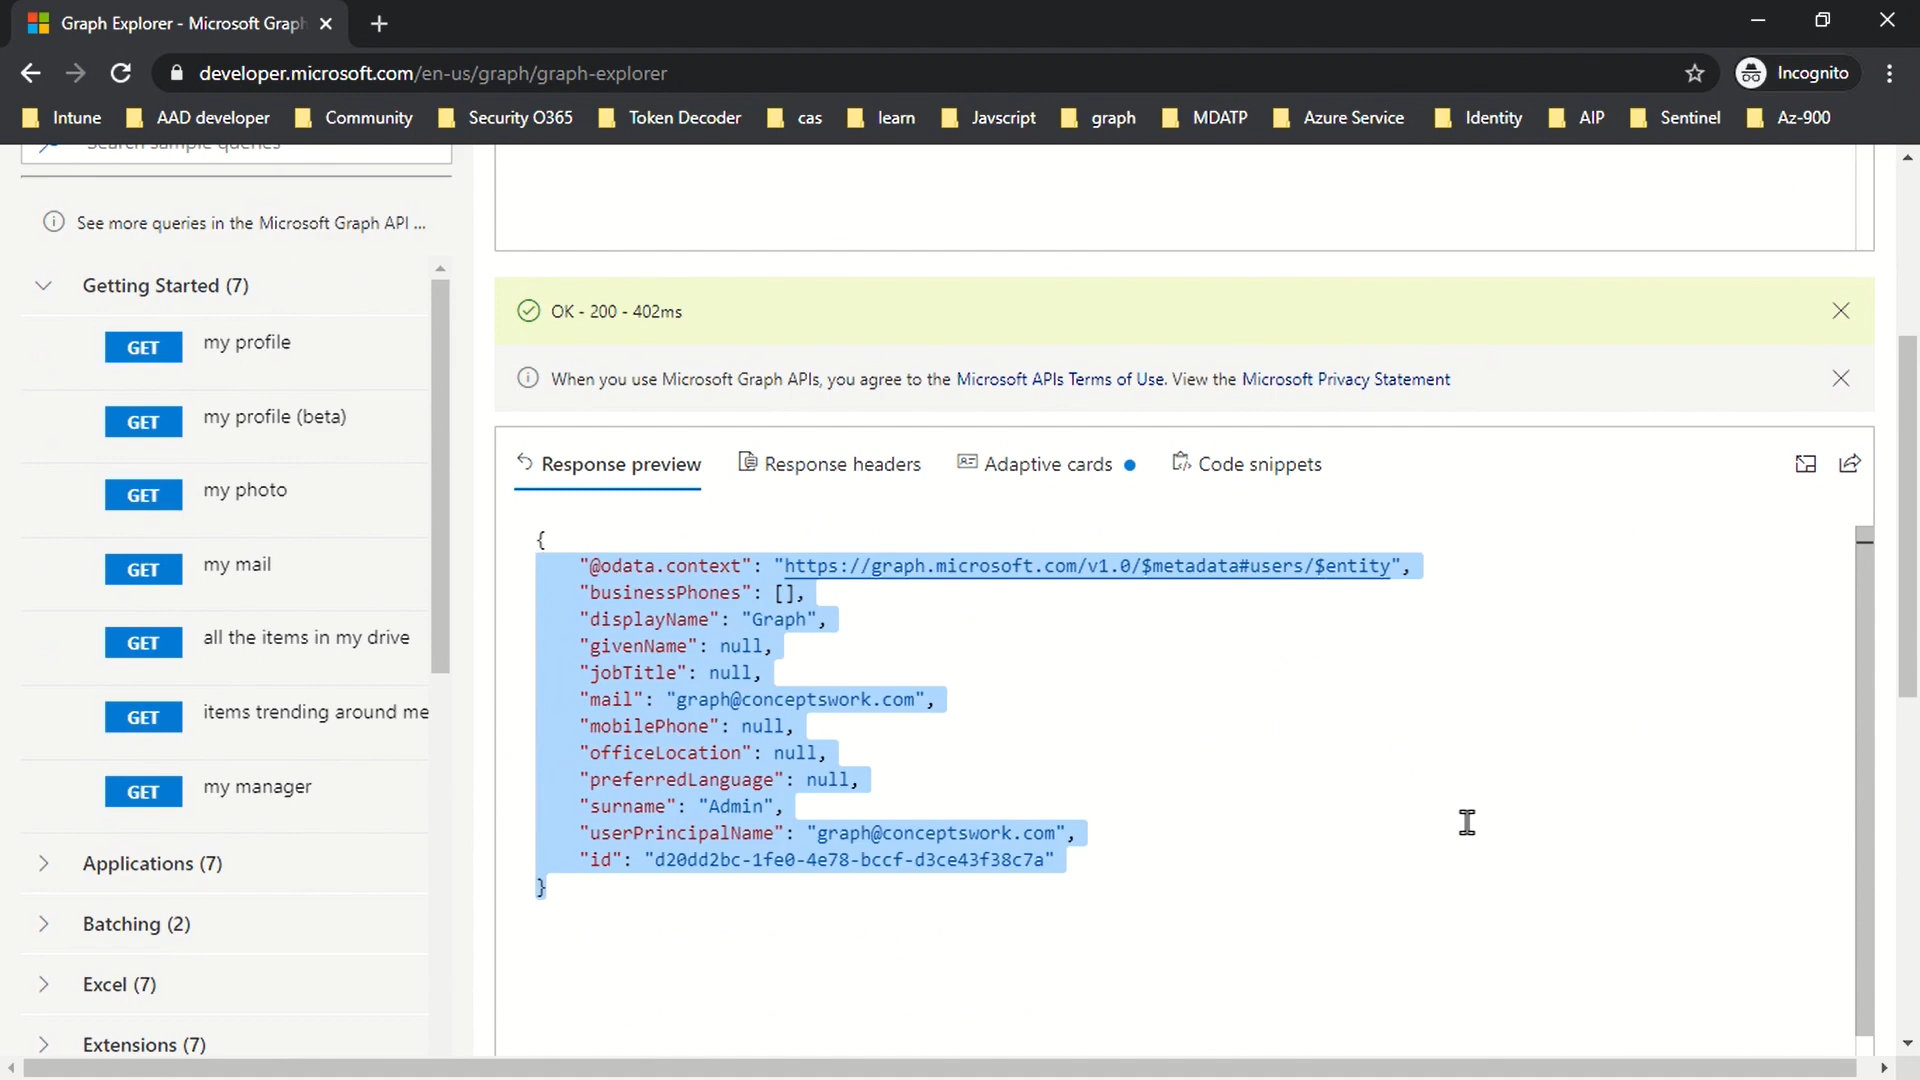 Graph Explorer - Microsoft Graph
developer.microsoft.com/en-us/graph/graph-explorer
Incognito
Intune
AAD developer
Community
Security O365
Token Decoder
cas
learn
Javscript
graph
MDATP
Azure Service
Identity
AIP
Sentinel
Az-900
Search sample queries
See more queries in the Microsoft Graph API ...
Getting Started (7)
GET my profile
GET my profile (beta)
GET my photo
GET my mail
GET all the items in my drive
GET items trending around me
GET my manager
Applications (7)
Batching (2)
Excel (7)
Extensions (7)
OK - 200 - 402ms
When you use Microsoft Graph APIs, you agree to the Microsoft APIs Terms of Use. View the Microsoft Privacy Statement
Response preview
Response headers
Adaptive cards
Code snippets
{
"@odata.context": "https://graph.microsoft.com/v1.0/$metadata#users/$entity",
"businessPhones": [],
"displayName": "Graph",
"givenName": null,
"jobTitle": null,
"mail": "graph@conceptswork.com",
"mobilePhone": null,
"officeLocation": null,
"preferredLanguage": null,
"surname": "Admin",
"userPrincipalName": "graph@conceptswork.com",
"id": "d20dd2bc-1fe0-4e78-bccf-d3ce43f38c7a"
}